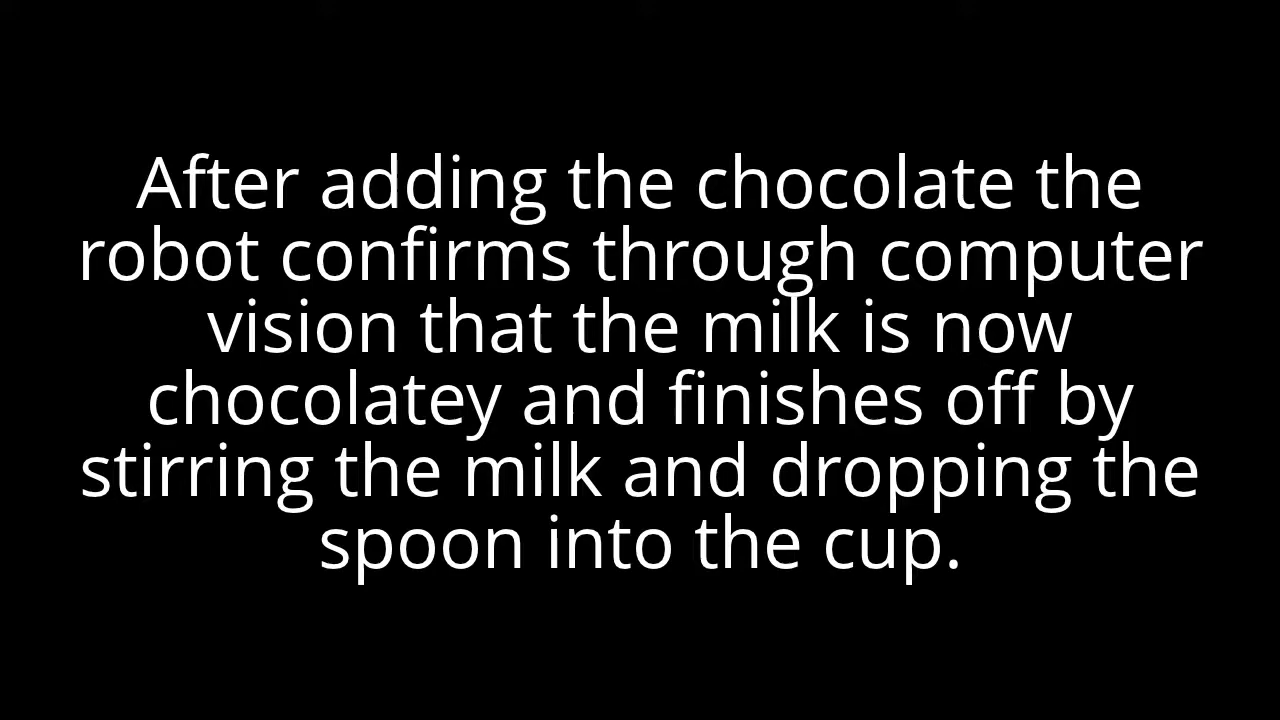 After adding the chocolate the
robot confirms through computer
vision that the milk is now
chocolatey and finishes off by
stirring the milk and dropping the
spoon into the cup.